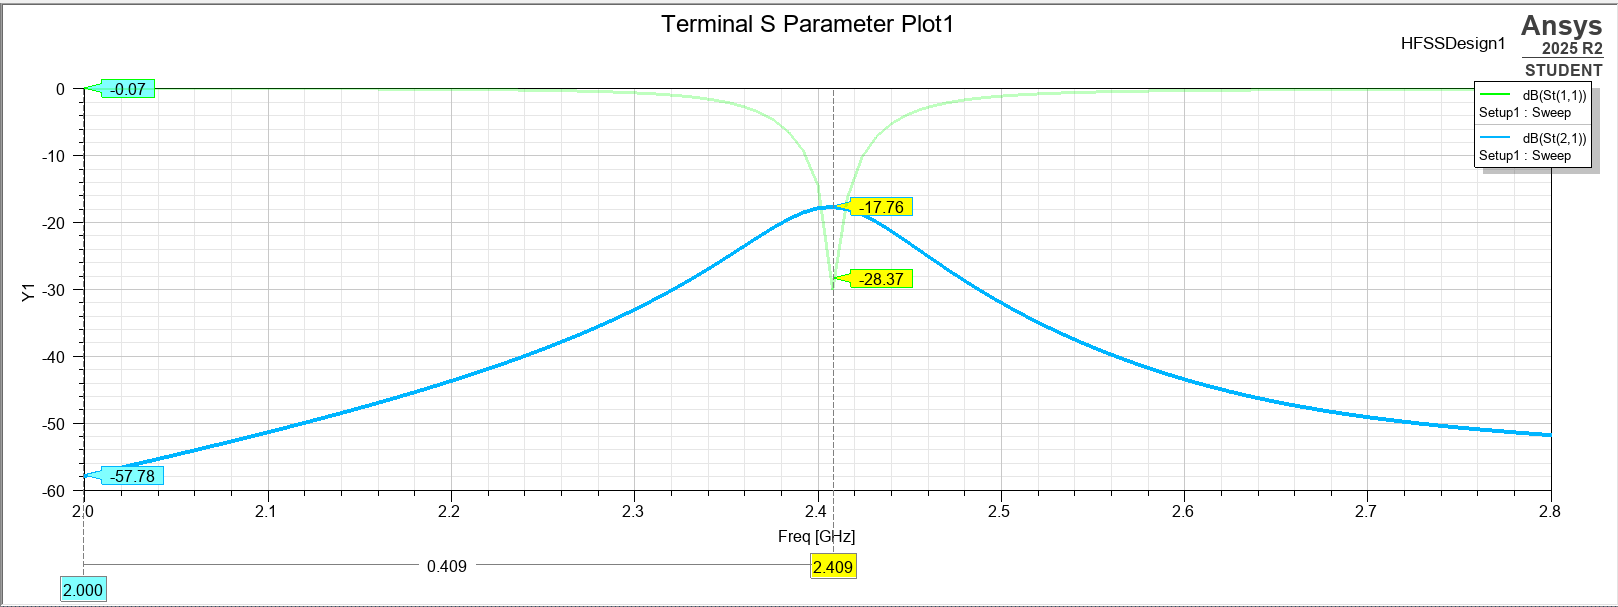 Terminal S Parameter Plot1
Ansys
2025 R2
STUDENT
HFSSDesign1
dB(St(1,1))
Setup1 : Sweep
dB(St(2,1))
Setup1 : Sweep
0
-10
-20
-30
-40
-50
-60
Y1
-0.07
-17.76
-28.37
-57.78
2.0 2.1 2.2 2.3 2.4 2.5 2.6 2.7 2.8
Freq [GHz]
0.409
2.409
2.000